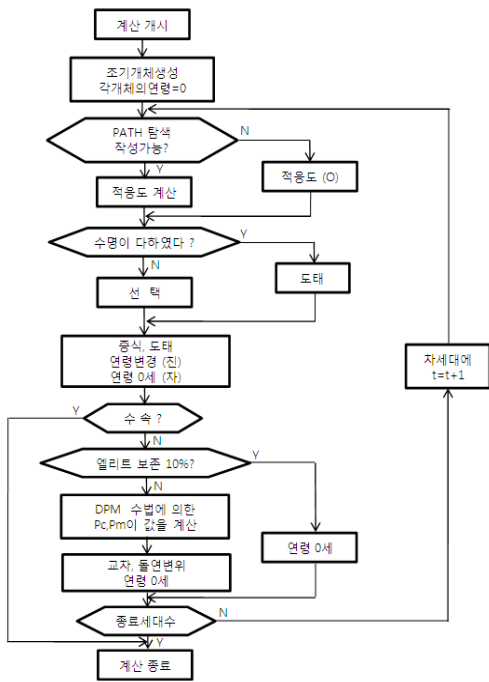 계산 개시
조기개체생성
각개체의연령=0
PATH 탐색
작성가능?
N
Y
적응도 계산
적응도 (O)
수명이 다하였다 ?
Y
N
선 택
도태
증식, 도태
연령변경 (친)
연령 0세 (자)
차세대에
t=t+1
Y
수 속 ?
N
엘리트 보존 10%?
Y
N
DPM 수법에 의한
Pc,Pm이 값을 계산
연령 0세
교차, 돌연변위
연령 0세
종료세대수
N
Y
계산 종료